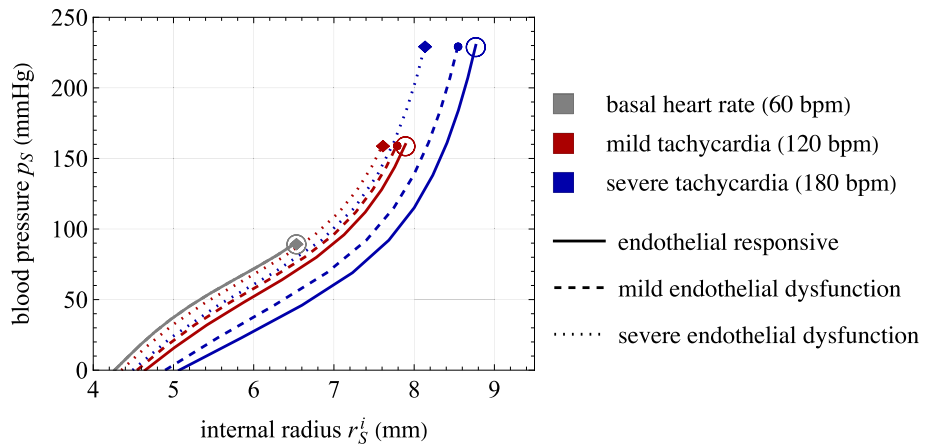 250
200
150
100
50
0
4 5 6 7 8 9
blood pressure pS (mmHg)
internal radius rSⁱ (mm)
basal heart rate (60 bpm)
mild tachycardia (120 bpm)
severe tachycardia (180 bpm)
endothelial responsive
mild endothelial dysfunction
severe endothelial dysfunction